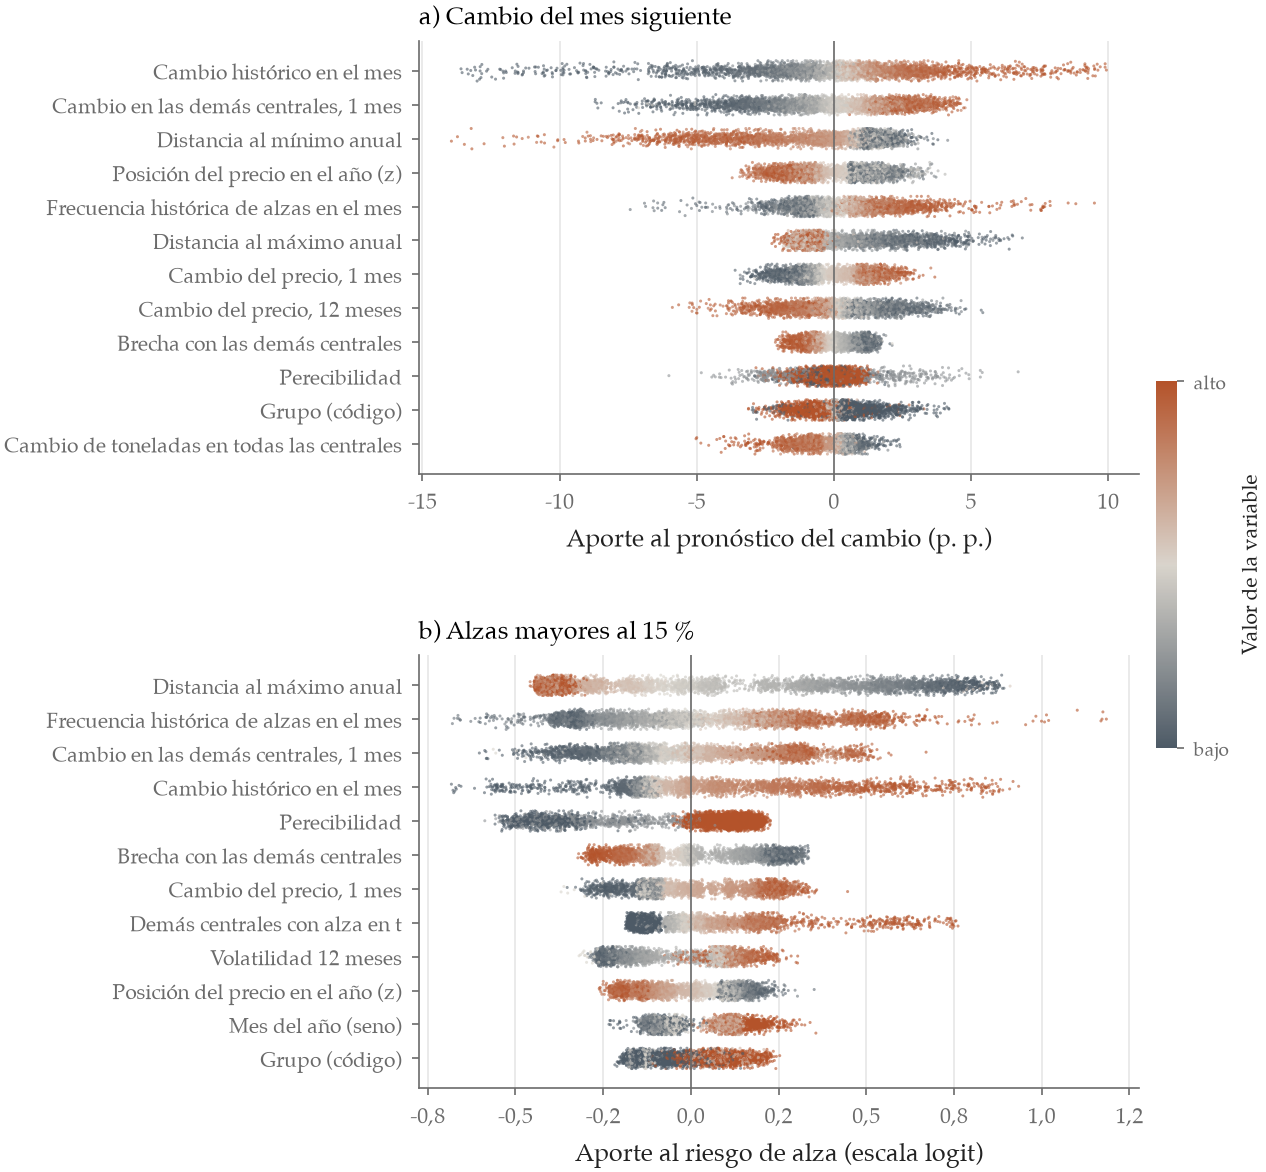 a) Cambio del mes siguiente
Cambio histórico en el mes
Cambio en las demás centrales, 1 mes
Distancia al mínimo anual
Posición del precio en el año (z)
Frecuencia histórica de alzas en el mes
Distancia al máximo anual
Cambio del precio, 1 mes
Cambio del precio, 12 meses
Brecha con las demás centrales
Perecibilidad
Grupo (código)
Cambio de toneladas en todas las centrales
-15 -10 -5 0 5 10
Aporte al pronóstico del cambio (p. p.)
alto
Valor de la variable
bajo
b) Alzas mayores al 15 %
Distancia al máximo anual
Frecuencia histórica de alzas en el mes
Cambio en las demás centrales, 1 mes
Cambio histórico en el mes
Perecibilidad
Brecha con las demás centrales
Cambio del precio, 1 mes
Demás centrales con alza en t
Volatilidad 12 meses
Posición del precio en el año (z)
Mes del año (seno)
Grupo (código)
-0,8 -0,5 -0,2 0,0 0,2 0,5 0,8 1,0 1,2
Aporte al riesgo de alza (escala logit)